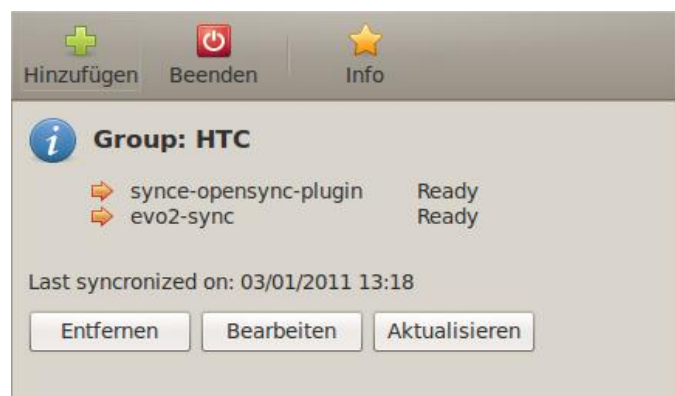 Hinzufügen Beenden Info
Group: HTC
synce-opensync-plugin Ready
evo2-sync Ready
Last syncronized on: 03/01/2011 13:18
Entfernen Bearbeiten Aktualisieren